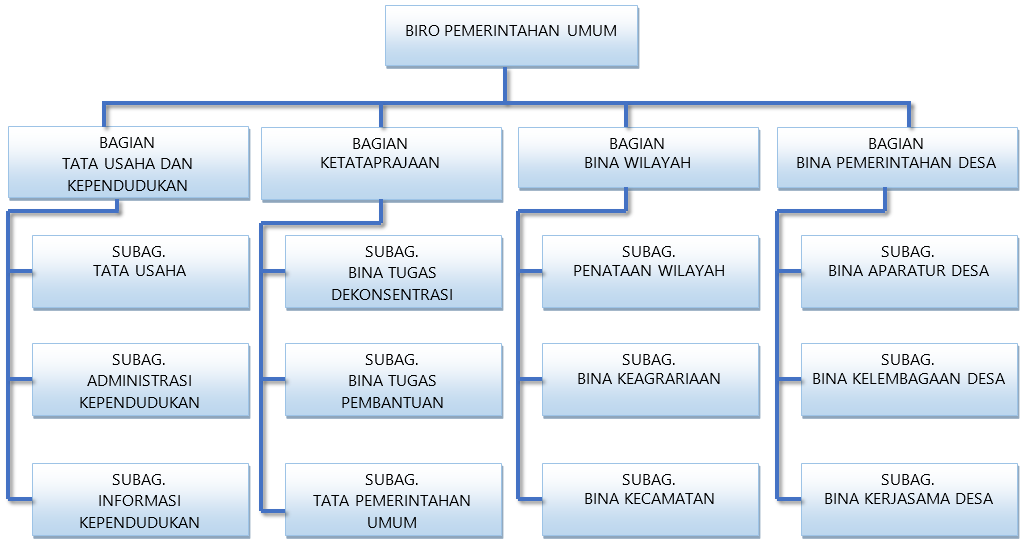 BIRO PEMERINTAHAN UMUM
BAGIAN
TATA USAHA DAN
KEPENDUDUKAN
BAGIAN
KETATAPRAJAAN
BAGIAN
BINA WILAYAH
BAGIAN
BINA PEMERINTAHAN DESA
SUBAG.
TATA USAHA
SUBAG.
BINA TUGAS
DEKONSENTRASI
SUBAG.
PENATAAN WILAYAH
SUBAG.
BINA APARATUR DESA
SUBAG.
ADMINISTRASI
KEPENDUDUKAN
SUBAG.
BINA TUGAS
PEMBANTUAN
SUBAG.
BINA KEAGRARIAAN
SUBAG.
BINA KELEMBAGAAN DESA
SUBAG.
INFORMASI
KEPENDUDUKAN
SUBAG.
TATA PEMERINTAHAN
UMUM
SUBAG.
BINA KECAMATAN
SUBAG.
BINA KERJASAMA DESA